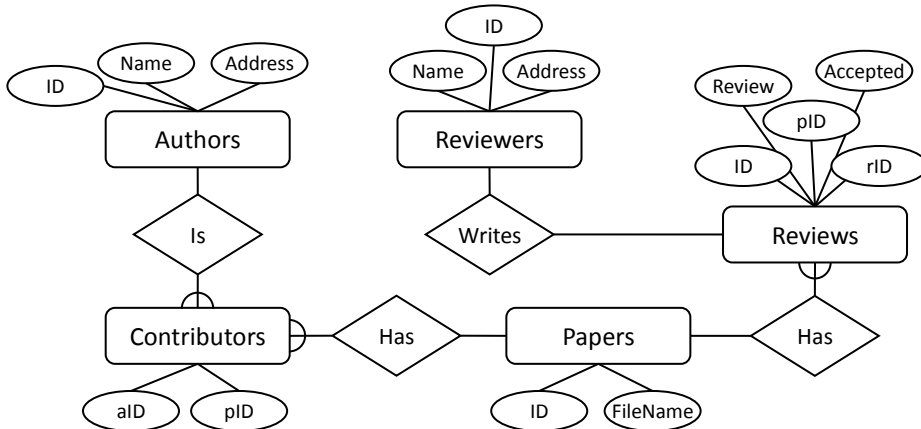 ID
Name
Address
Authors
Is
Contributors
aID
pID
Has
ID
Name
Address
Reviewers
Writes
Papers
ID
FileName
Has
Review
Accepted
pID
ID
rID
Reviews